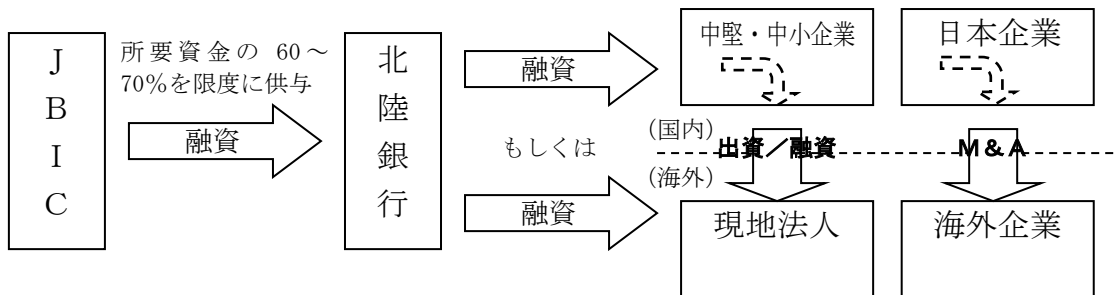 JBIC
所要資金の 60～
70％を限度に供与
融資
北陸銀行
融資
もしくは
融資
中堅・中小企業
日本企業
（国内）
出資／融資
Ｍ＆Ａ
（海外）
現地法人
海外企業